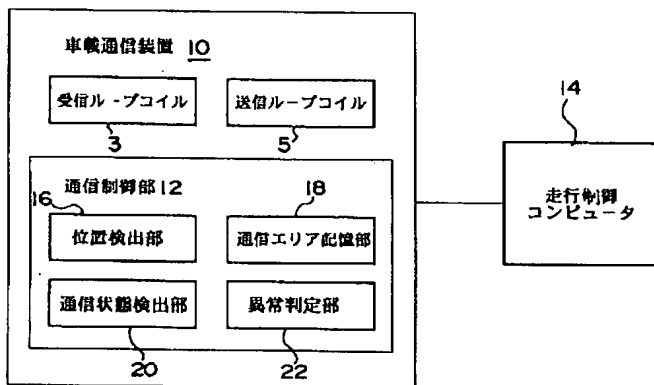 車載通信装置 10
受信ループコイル
3
送信ループコイル
5
14
走行制御
コンピュータ
通信制御部 12
16
位置検出部
18
通信エリア記憶部
通信状態検出部
20
異常判定部
22